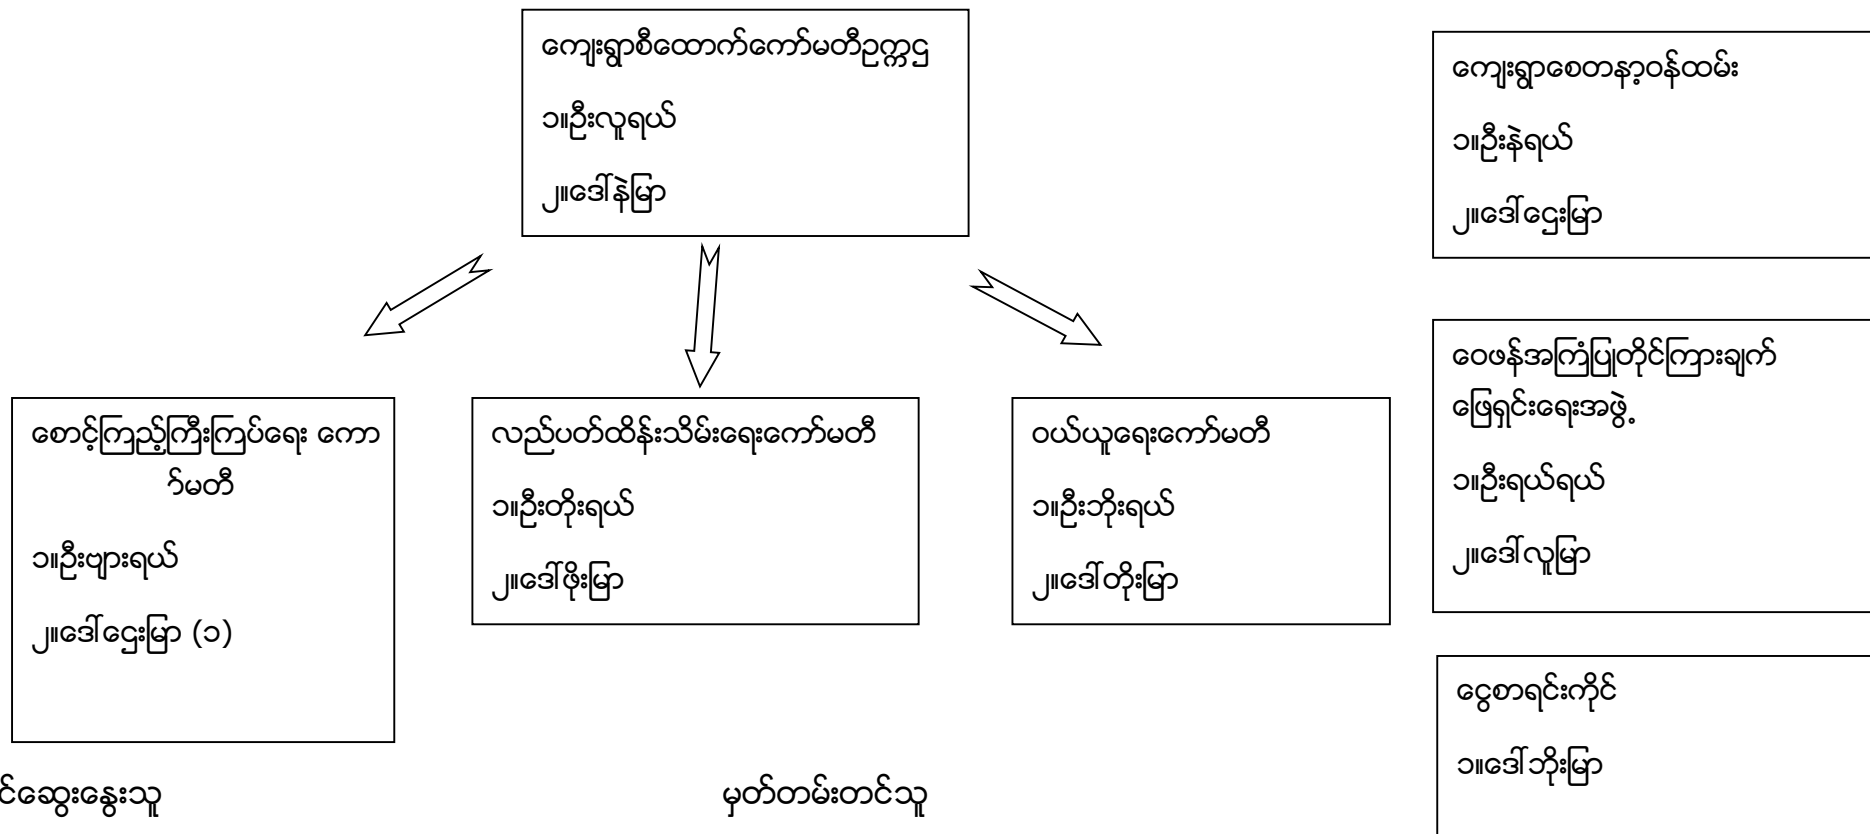 ကျေးရွာစီထောက်ကော်မတီဥက္ကဌ
၁။ဦးလူရယ်
၂။ဒေါ်နဲမြာ
ကျေးရွာစေတနာ့ဝန်ထမ်း
၁။ဦးနဲရယ်
၂။ဒေါ်ဌေးမြာ
စောင့်ကြည့်ကြီးကြပ်ရေး ကော
်မတီ
၁။ဦးဗျားရယ်
၂။ဒေါ်ဌေးမြာ (၁)
လည်ပတ်ထိန်းသိမ်းရေးကော်မတီ
၁။ဦးတိုးရယ်
၂။ဒေါ်ဖိုးမြာ
ဝယ်ယူရေးကော်မတီ
၁။ဦးဘိုးရယ်
၂။ဒေါ်တိုးမြာ
ဝေဖန်အကြံပြုတိုင်ကြားချက်
ဖြေရှင်းရေးအဖွဲ့
၁။ဦးရယ်ရယ်
၂။ဒေါ်လူမြာ
ငွေစာရင်းကိုင်
၁။ဒေါ်ဘိုးမြာ
င်ဆွေးနွေးသူ
မှတ်တမ်းတင်သူ